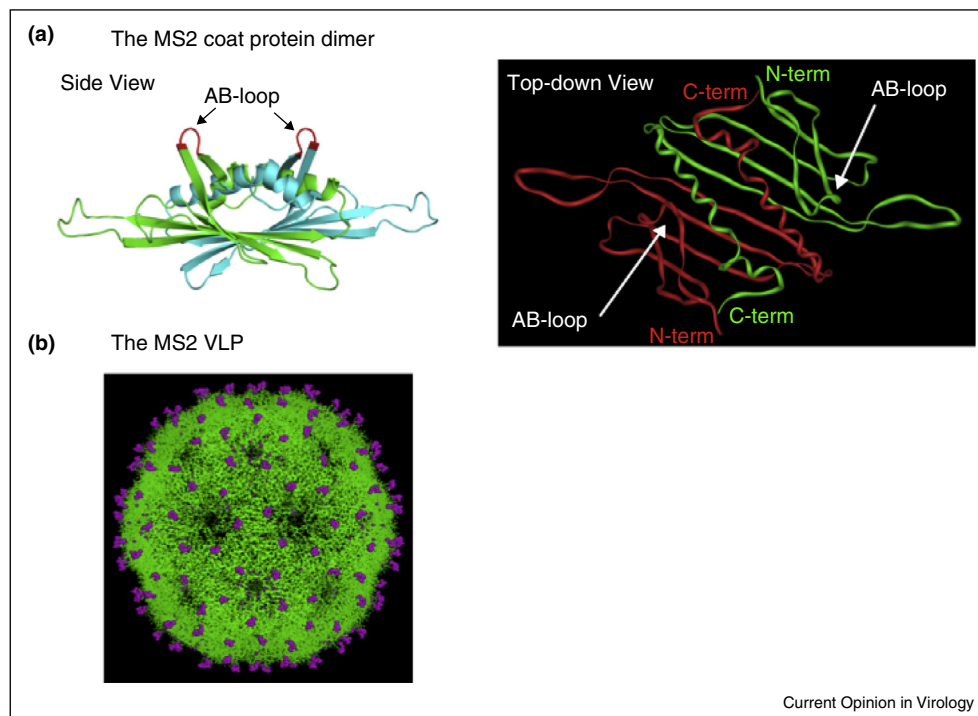 (a) The MS2 coat protein dimer
Side View
AB-loop
Top-down View
C-term
N-term
AB-loop
AB-loop
C-term
N-term
(b) The MS2 VLP
Current Opinion in Virology